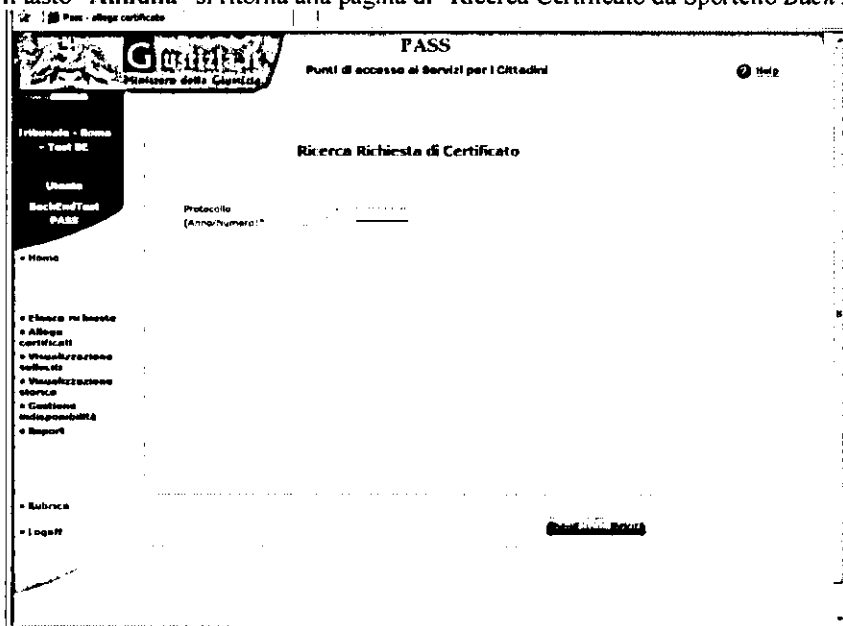 tasto "Annulla" si ritorna alla pagina di "Ricerca Certificato da Sportello Back
Pass - allega certificato
Giustizia.it
Ministero della Giustizia
PASS
Punti di accesso ai Servizi per i Cittadini
Help
Tribunale - Roma
- Test BE
Utente
BackEndTest
PASS
Ricerca Richiesta di Certificato
Protocollo
(Anno/Numero)*
• Home
• Elenco richieste
• Allega
certificati
• Visualizzazione
solleciti
• Visualizzazione
storico
• Gestione
indisponibilità
• Report
• Rubrica
• Logoff